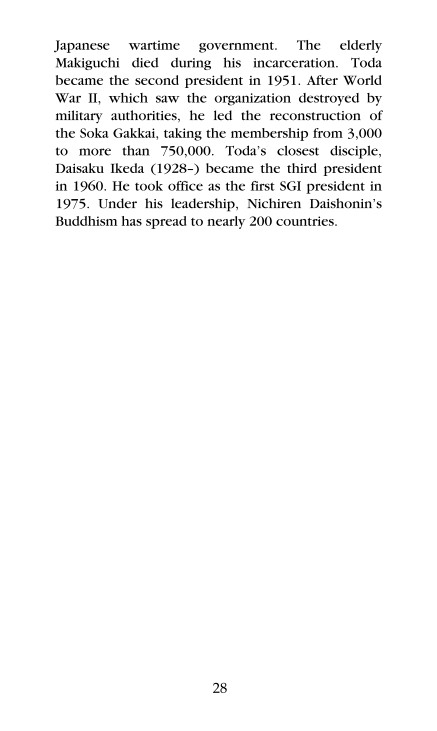 Japanese wartime government. The elderly
Makiguchi died during his incarceration. Toda
became the second president in 1951. After World
War II, which saw the organization destroyed by
military authorities, he led the reconstruction of
the Soka Gakkai, taking the membership from 3,000
to more than 750,000. Toda's closest disciple,
Daisaku Ikeda (1928–) became the third president
in 1960. He took office as the first SGI president in
1975. Under his leadership, Nichiren Daishonin's
Buddhism has spread to nearly 200 countries.
28